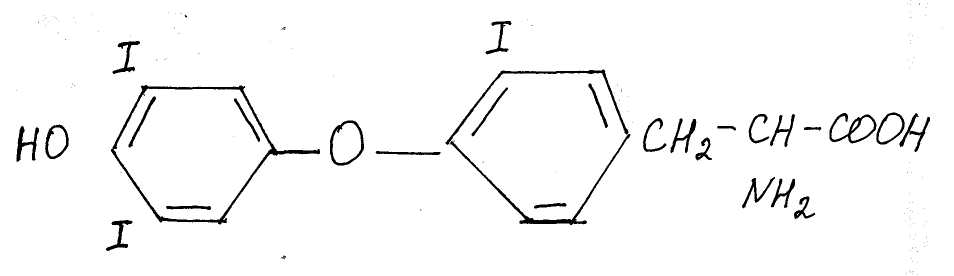 I I
HO O CH₂-CH-COOH
I NH₂